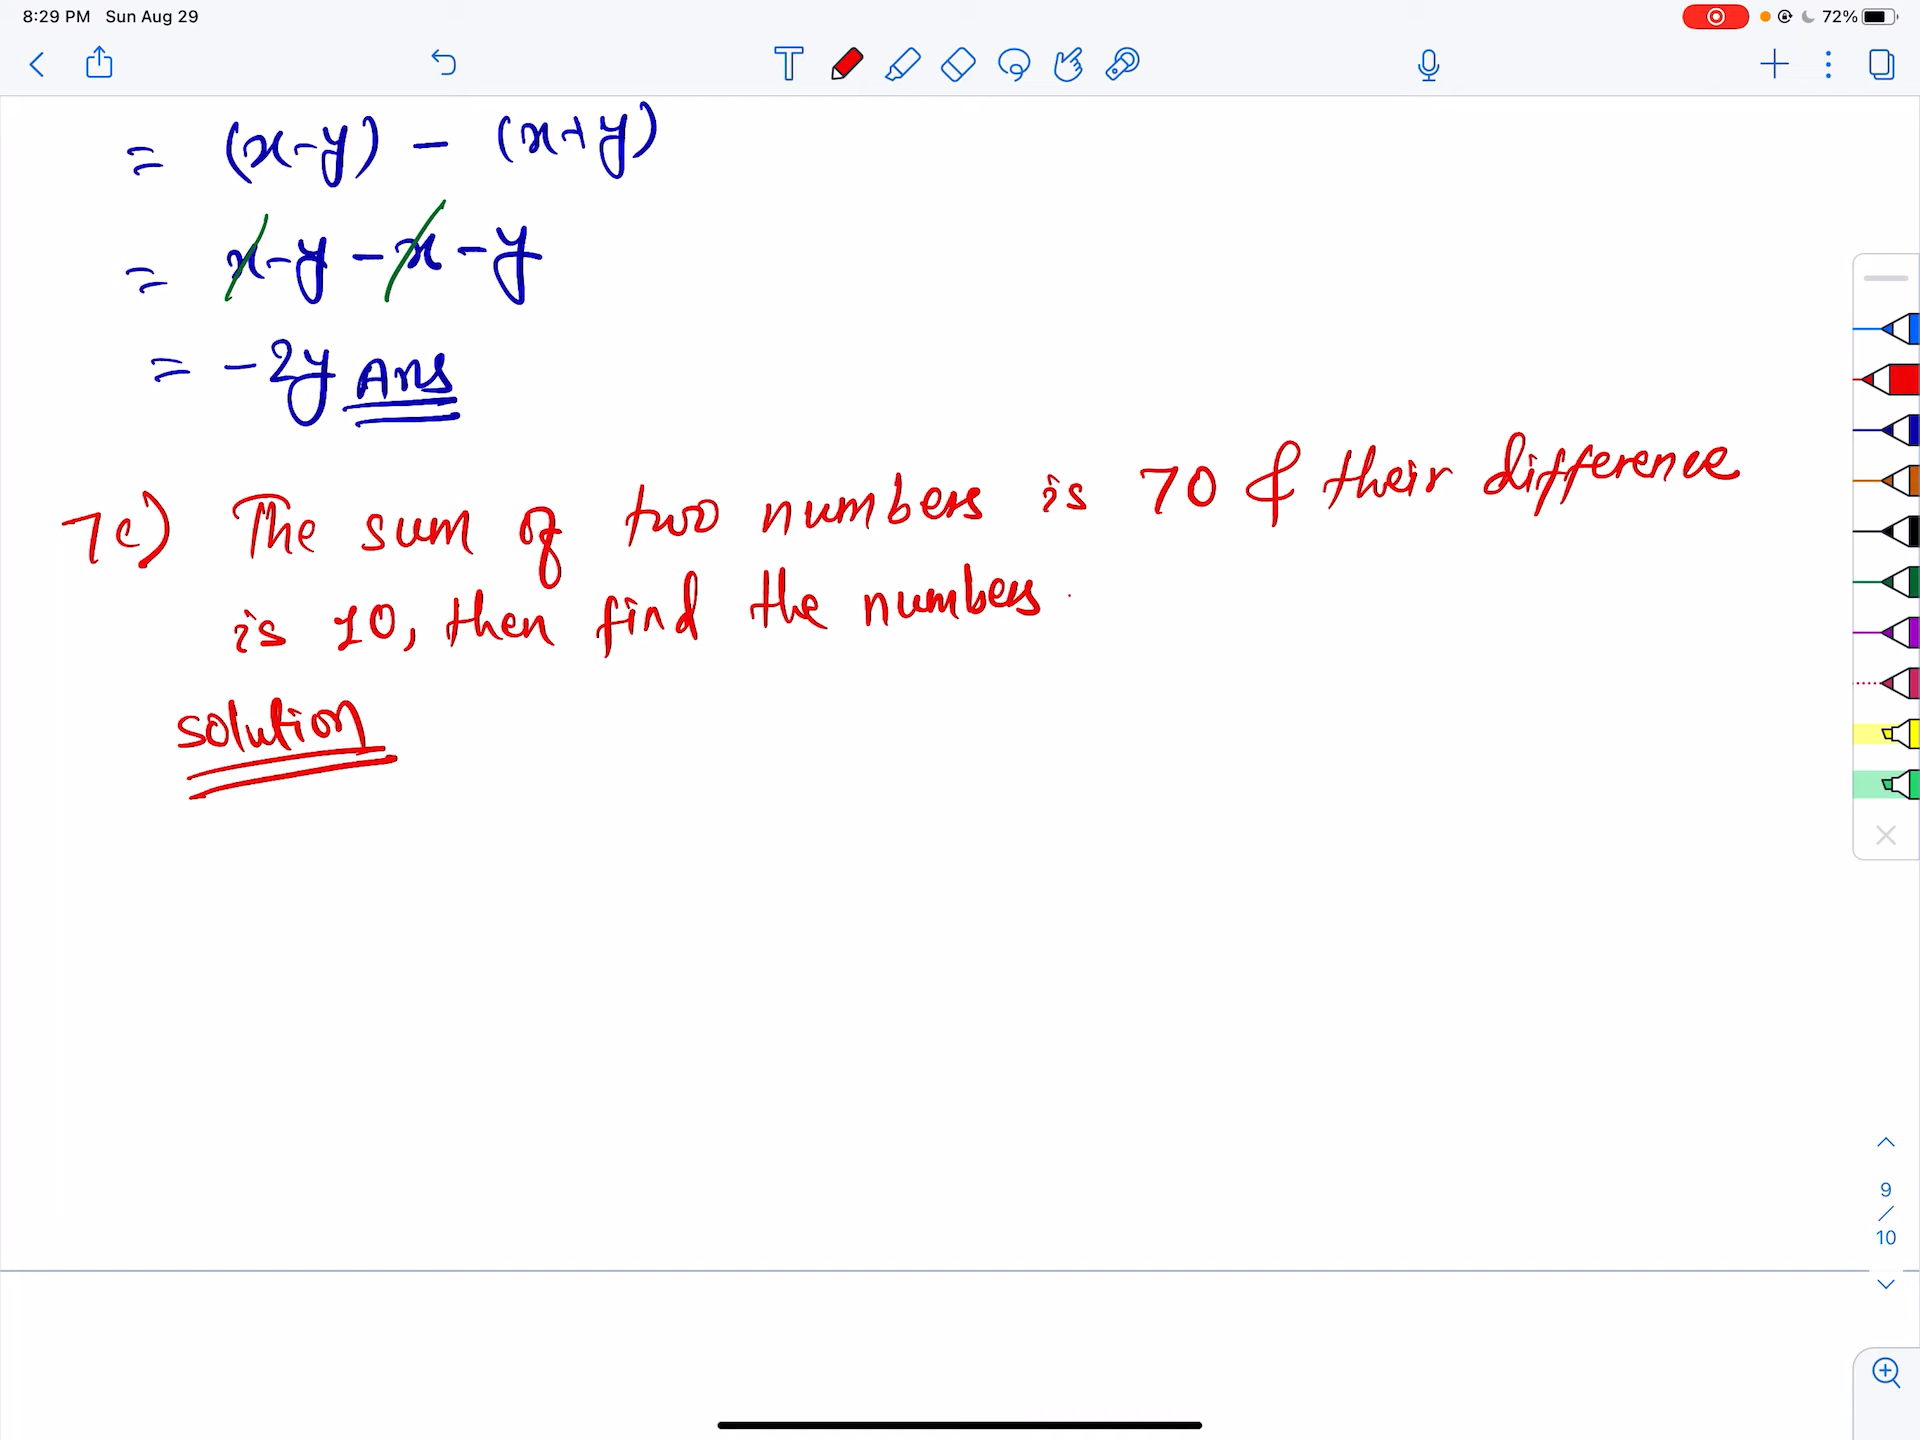 8:29 PM Sun Aug 29
72%
= (x-y) - (x+y)
= x-y-x-y
= -2y Ans
7c) The sum of two numbers is 70 & their difference
is 10, then find the numbers.
solution
9
/
10